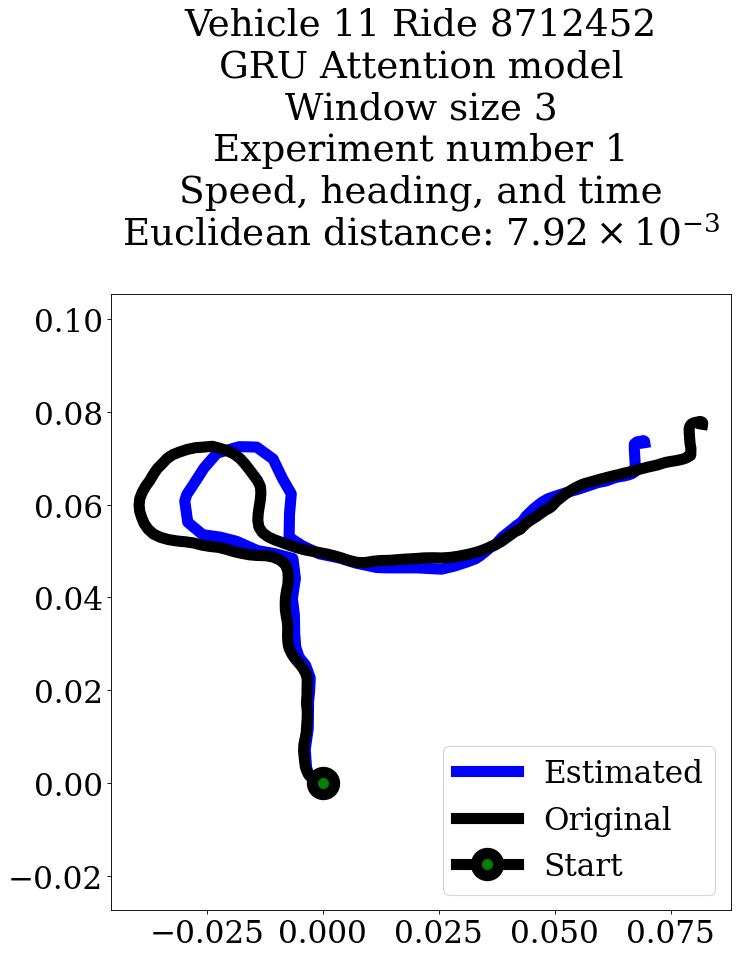 Vehicle 11 Ride 8712452
GRU Attention model
Window size 3
Experiment number 1
Speed, heading, and time
Euclidean distance: 7.92 × 10⁻³
0.10
0.08
0.06
0.04
0.02
0.00
−0.02
Estimated
Original
Start
−0.025 0.000 0.025 0.050 0.075